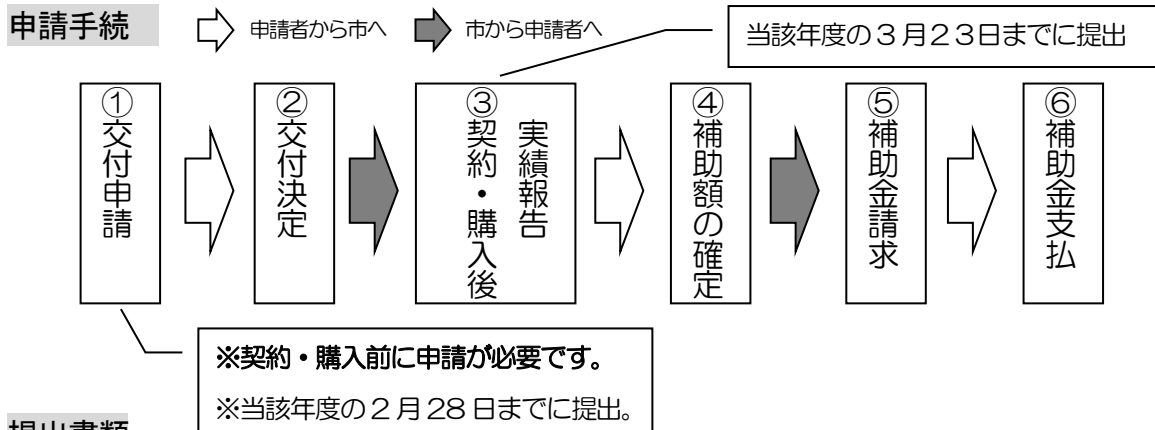 申請手続
申請者から市へ
市から申請者へ
当該年度の3月23日までに提出
①交付申請
②交付決定
③契約・購入後
実績報告
④補助額の確定
⑤補助金請求
⑥補助金支払
※契約・購入前に申請が必要です。
※当該年度の2月28日までに提出。
提出書類